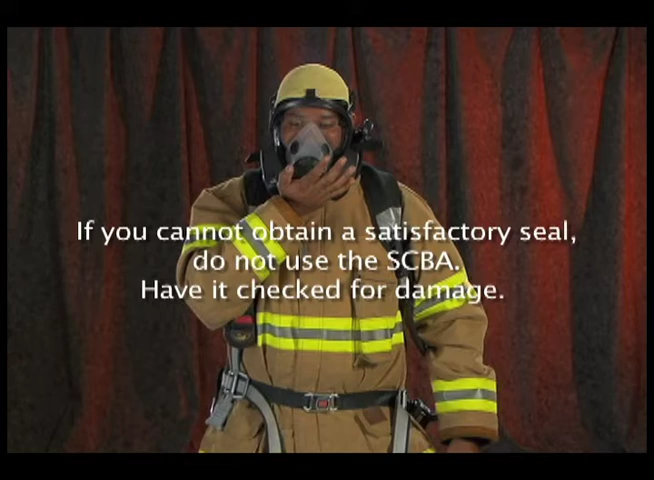 If you cannot obtain a satisfactory seal,
do not use the SCBA.
Have it checked for damage.